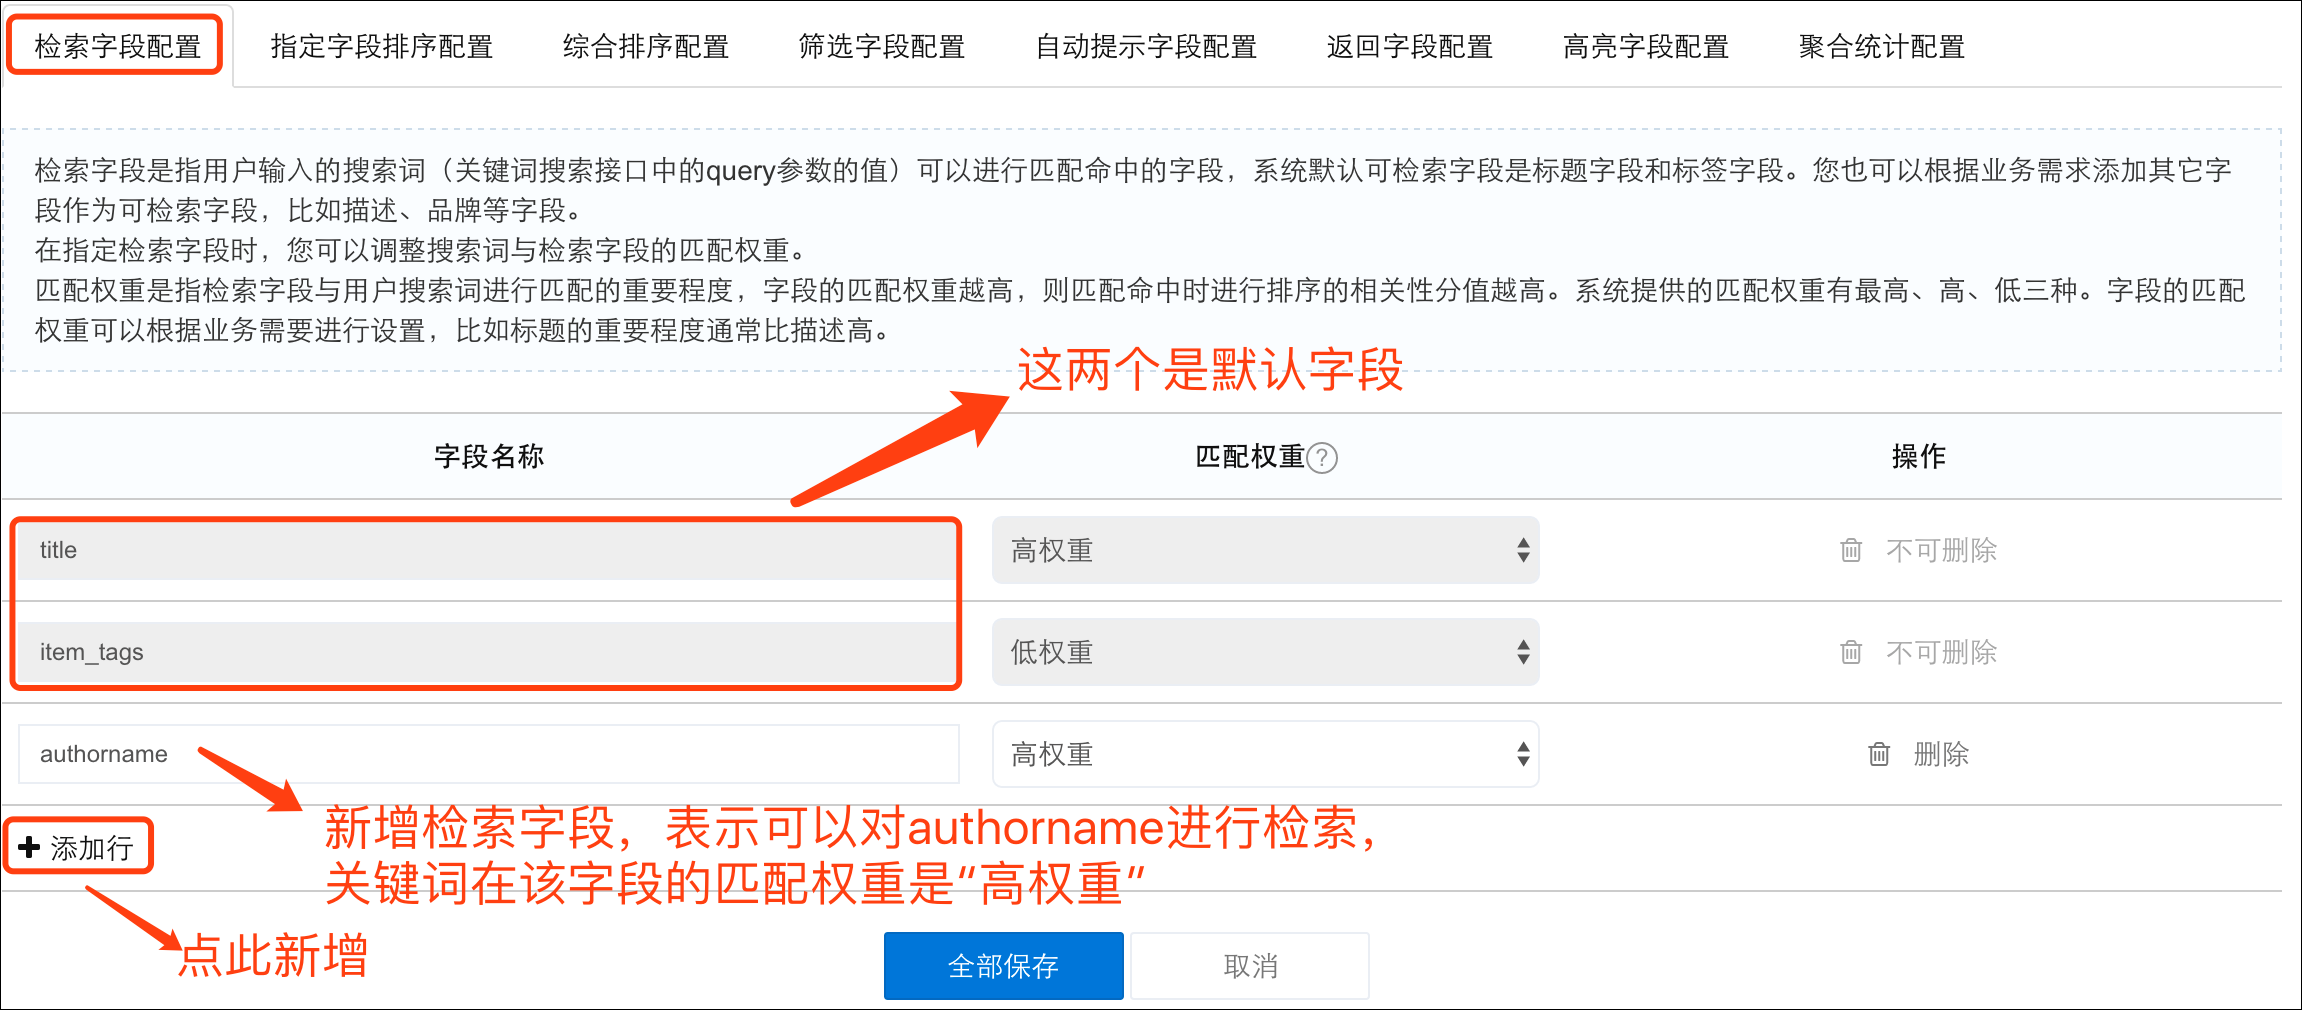 检索字段配置 指定字段排序配置 综合排序配置 筛选字段配置 自动提示字段配置 返回字段配置 高亮字段配置 聚合统计配置
检索字段是指用户输入的搜索词（关键词搜索接口中的query参数的值）可以进行匹配命中的字段，系统默认可检索字段是标题字段和标签字段。您也可以根据业务需求添加其它字
段作为可检索字段，比如描述、品牌等字段。
在指定检索字段时，您可以调整搜索词与检索字段的匹配权重。
匹配权重是指检索字段与用户搜索词进行匹配的重要程度，字段的匹配权重越高，则匹配命中时进行排序的相关性分值越高。系统提供的匹配权重有最高、高、低三种。字段的匹配
权重可以根据业务需要进行设置，比如标题的重要程度通常比描述高。
这两个是默认字段
字段名称 匹配权重? 操作
title 高权重 不可删除
item_tags 低权重 不可删除
authorname 高权重 删除
新增检索字段，表示可以对authorname进行检索，
添加行
关键词在该字段的匹配权重是“高权重”
点此新增
全部保存 取消